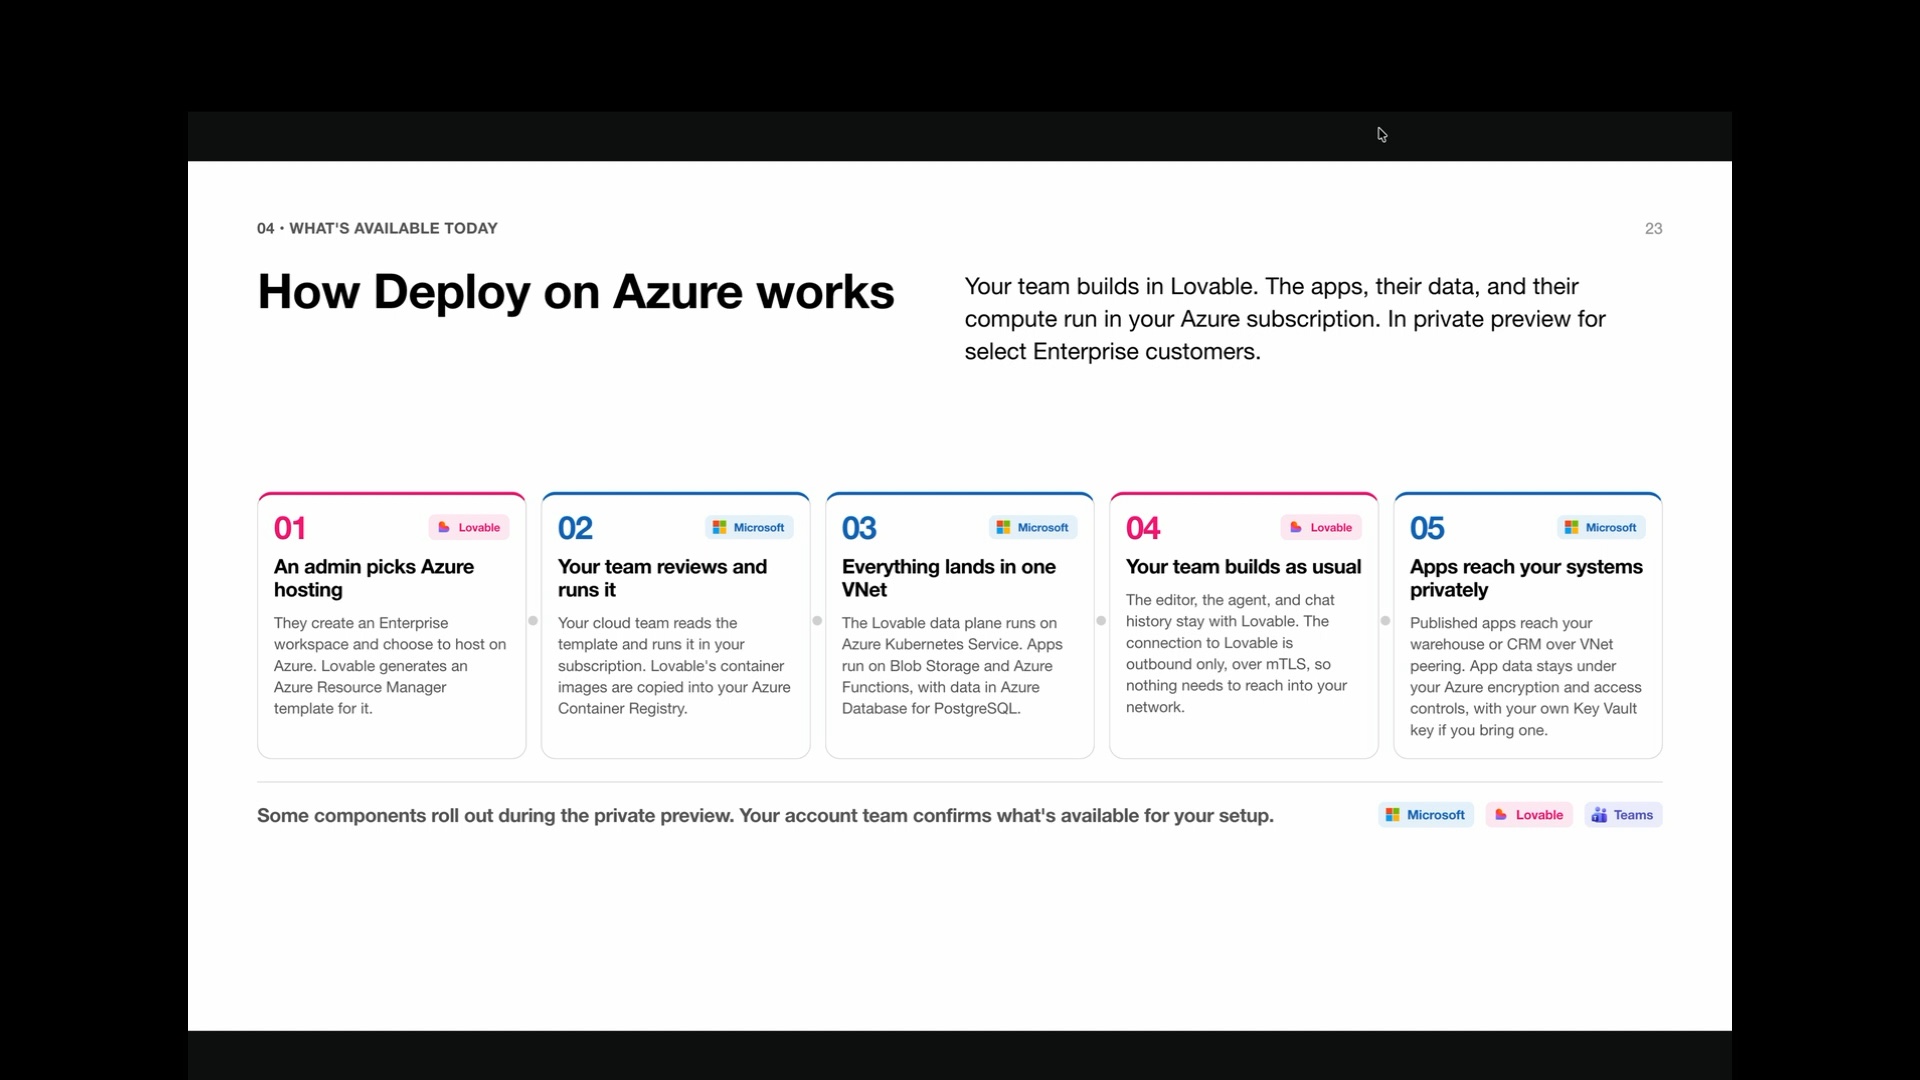 04 • WHAT'S AVAILABLE TODAY
23
How Deploy on Azure works
Your team builds in Lovable. The apps, their data, and their
compute run in your Azure subscription. In private preview for
select Enterprise customers.
01
Lovable
An admin picks Azure
hosting
They create an Enterprise
workspace and choose to host on
Azure. Lovable generates an
Azure Resource Manager
template for it.
02
Microsoft
Your team reviews and
runs it
Your cloud team reads the
template and runs it in your
subscription. Lovable's container
images are copied into your Azure
Container Registry.
03
Microsoft
Everything lands in one
VNet
The Lovable data plane runs on
Azure Kubernetes Service. Apps
run on Blob Storage and Azure
Functions, with data in Azure
Database for PostgreSQL.
04
Lovable
Your team builds as usual
The editor, the agent, and chat
history stay with Lovable. The
connection to Lovable is
outbound only, over mTLS, so
nothing needs to reach into your
network.
05
Microsoft
Apps reach your systems
privately
Published apps reach your
warehouse or CRM over VNet
peering. App data stays under
your Azure encryption and access
controls, with your own Key Vault
key if you bring one.
Some components roll out during the private preview. Your account team confirms what's available for your setup.
Microsoft
Lovable
Teams